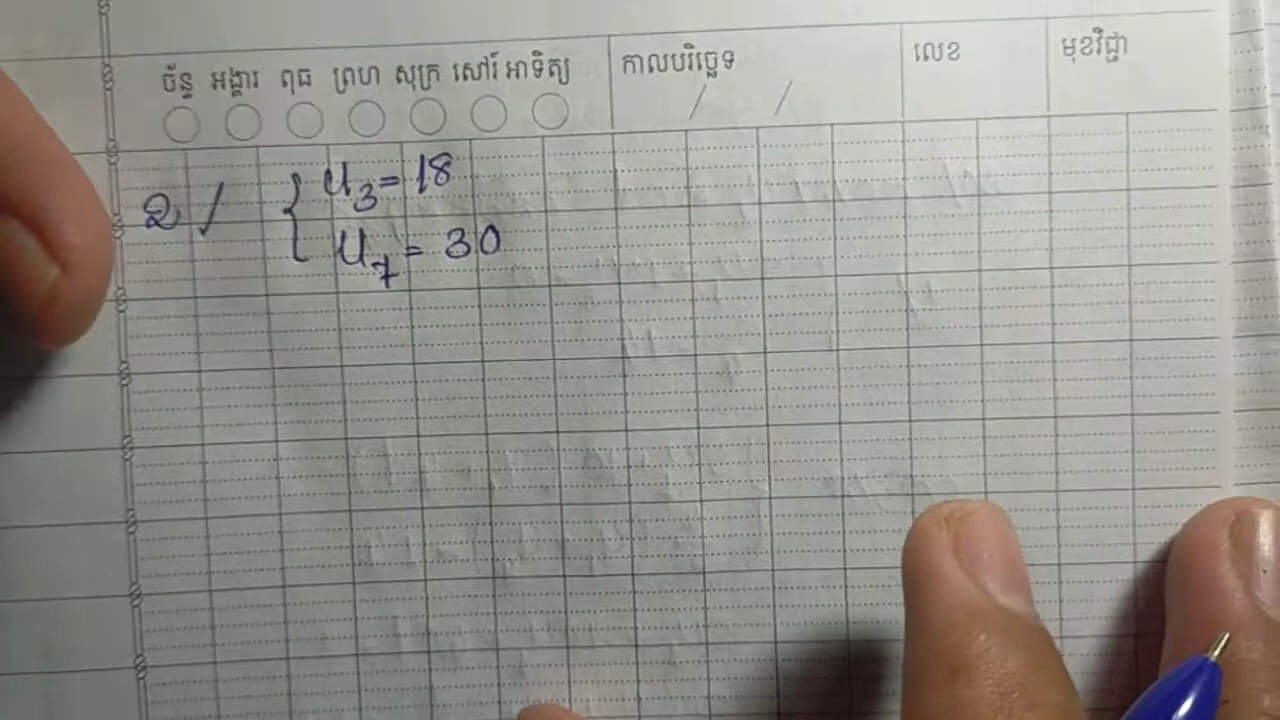 ច័ន្ទ អង្គារ ពុធ ព្រហ សុក្រ សៅរ៍ អាទិត្យ
កាលបរិច្ឆេទ
/ /
លេខ
មុខវិជ្ជា
2 / { U₃ = 18
U₇ = 30